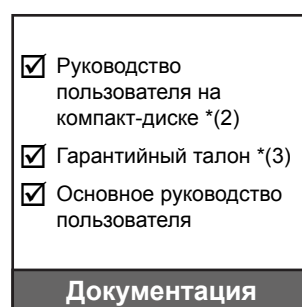 Руководство
пользователя на
компакт-диске *(2)
Гарантийный талон *(3)
Основное руководство
пользователя
Документация